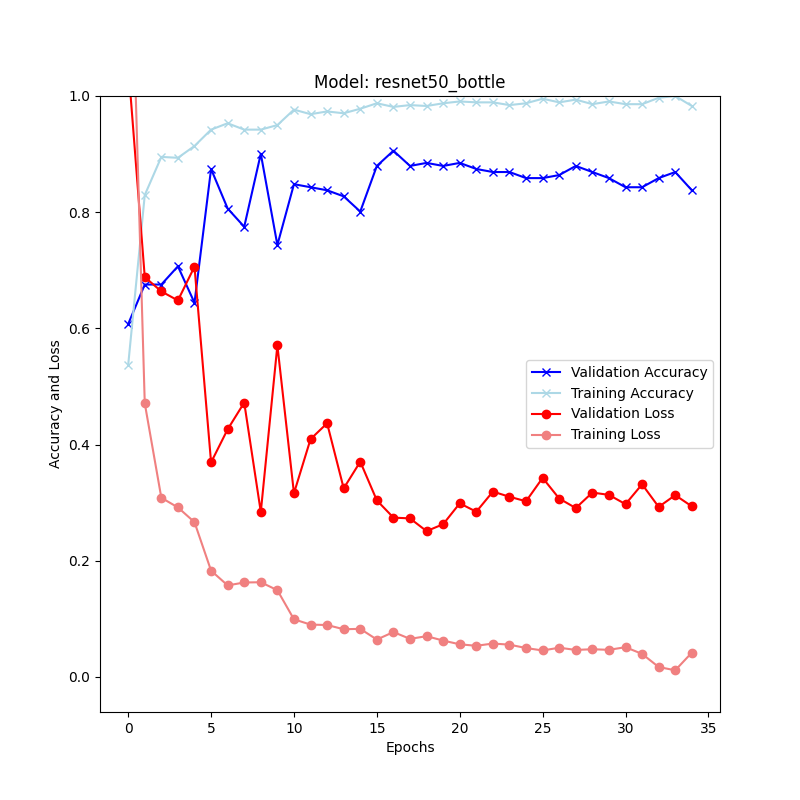 Model: resnet50_bottle
1.0
0.8
0.6
0.4
0.2
0.0
Accuracy and Loss
Validation Accuracy
Training Accuracy
Validation Loss
Training Loss
0 5 10 15 20 25 30 35
Epochs